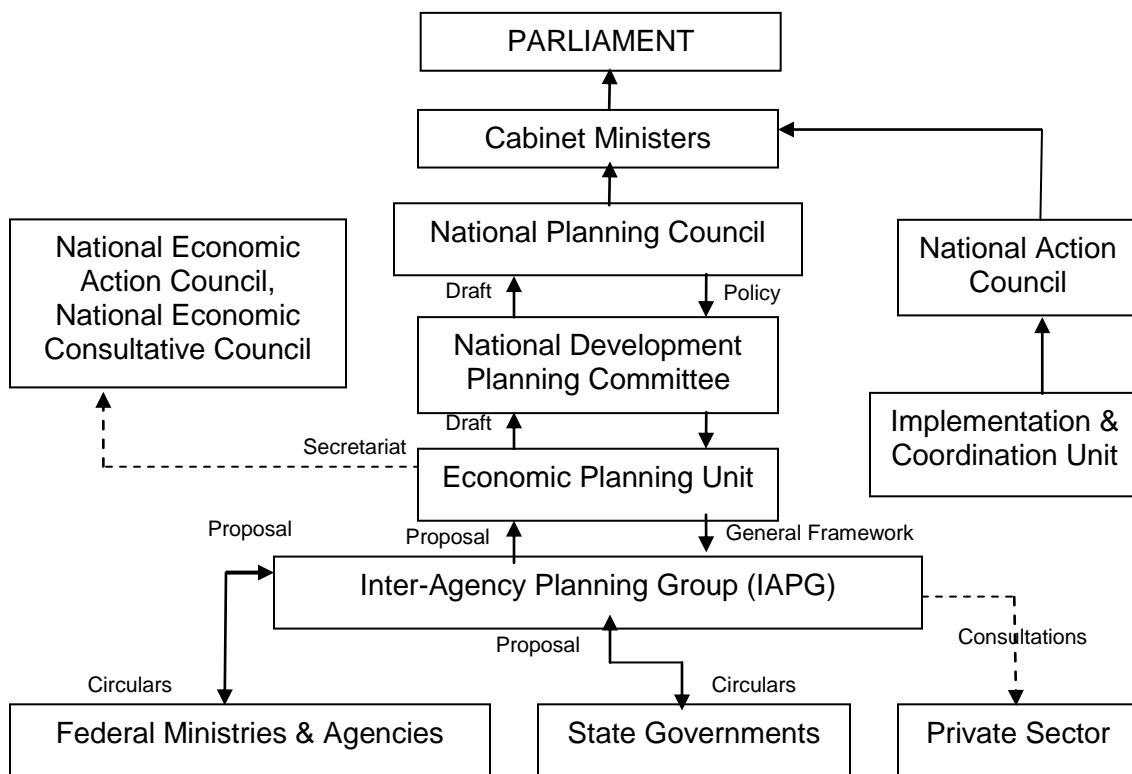 PARLIAMENT
Cabinet Ministers
National Planning Council
National Economic
Action Council,
National Economic
Consultative Council
National Action
Council
Draft
Policy
National Development
Planning Committee
Implementation &
Coordination Unit
Draft
Secretariat
Economic Planning Unit
Proposal
Proposal
General Framework
Inter-Agency Planning Group (IAPG)
Proposal
Consultations
Circulars
Circulars
Federal Ministries & Agencies
State Governments
Private Sector